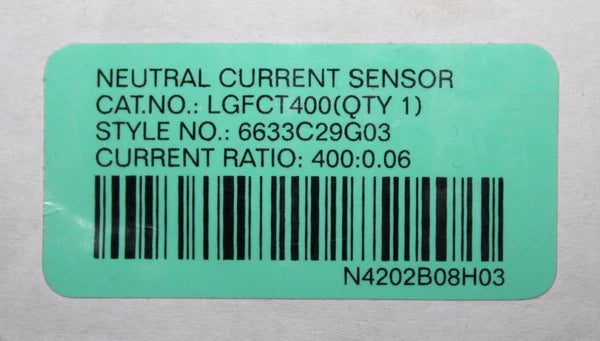 NEUTRAL CURRENT SENSOR
CAT.NO.: LGFCT400(QTY 1)
STYLE NO.: 6633C29G03
CURRENT RATIO: 400:0.06
N4202B08H03